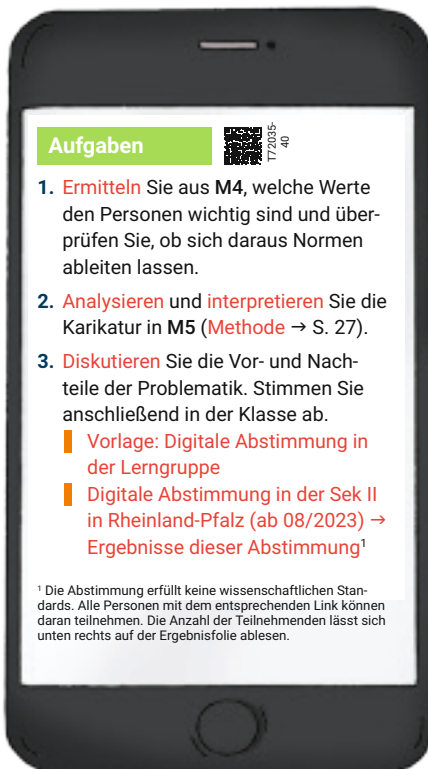 Aufgaben
T72035-
40
1. Ermitteln Sie aus M4, welche Werte
den Personen wichtig sind und über-
prüfen Sie, ob sich daraus Normen
ableiten lassen.
2. Analysieren und interpretieren Sie die
Karikatur in M5 (Methode → S. 27).
3. Diskutieren Sie die Vor- und Nach-
teile der Problematik. Stimmen Sie
anschließend in der Klasse ab.
Vorlage: Digitale Abstimmung in
der Lerngruppe
Digitale Abstimmung in der Sek II
in Rheinland-Pfalz (ab 08/2023) →
Ergebnisse dieser Abstimmung¹
¹ Die Abstimmung erfüllt keine wissenschaftlichen Stan-
dards. Alle Personen mit dem entsprechenden Link können
daran teilnehmen. Die Anzahl der Teilnehmenden lässt sich
unten rechts auf der Ergebnisfolie ablesen.